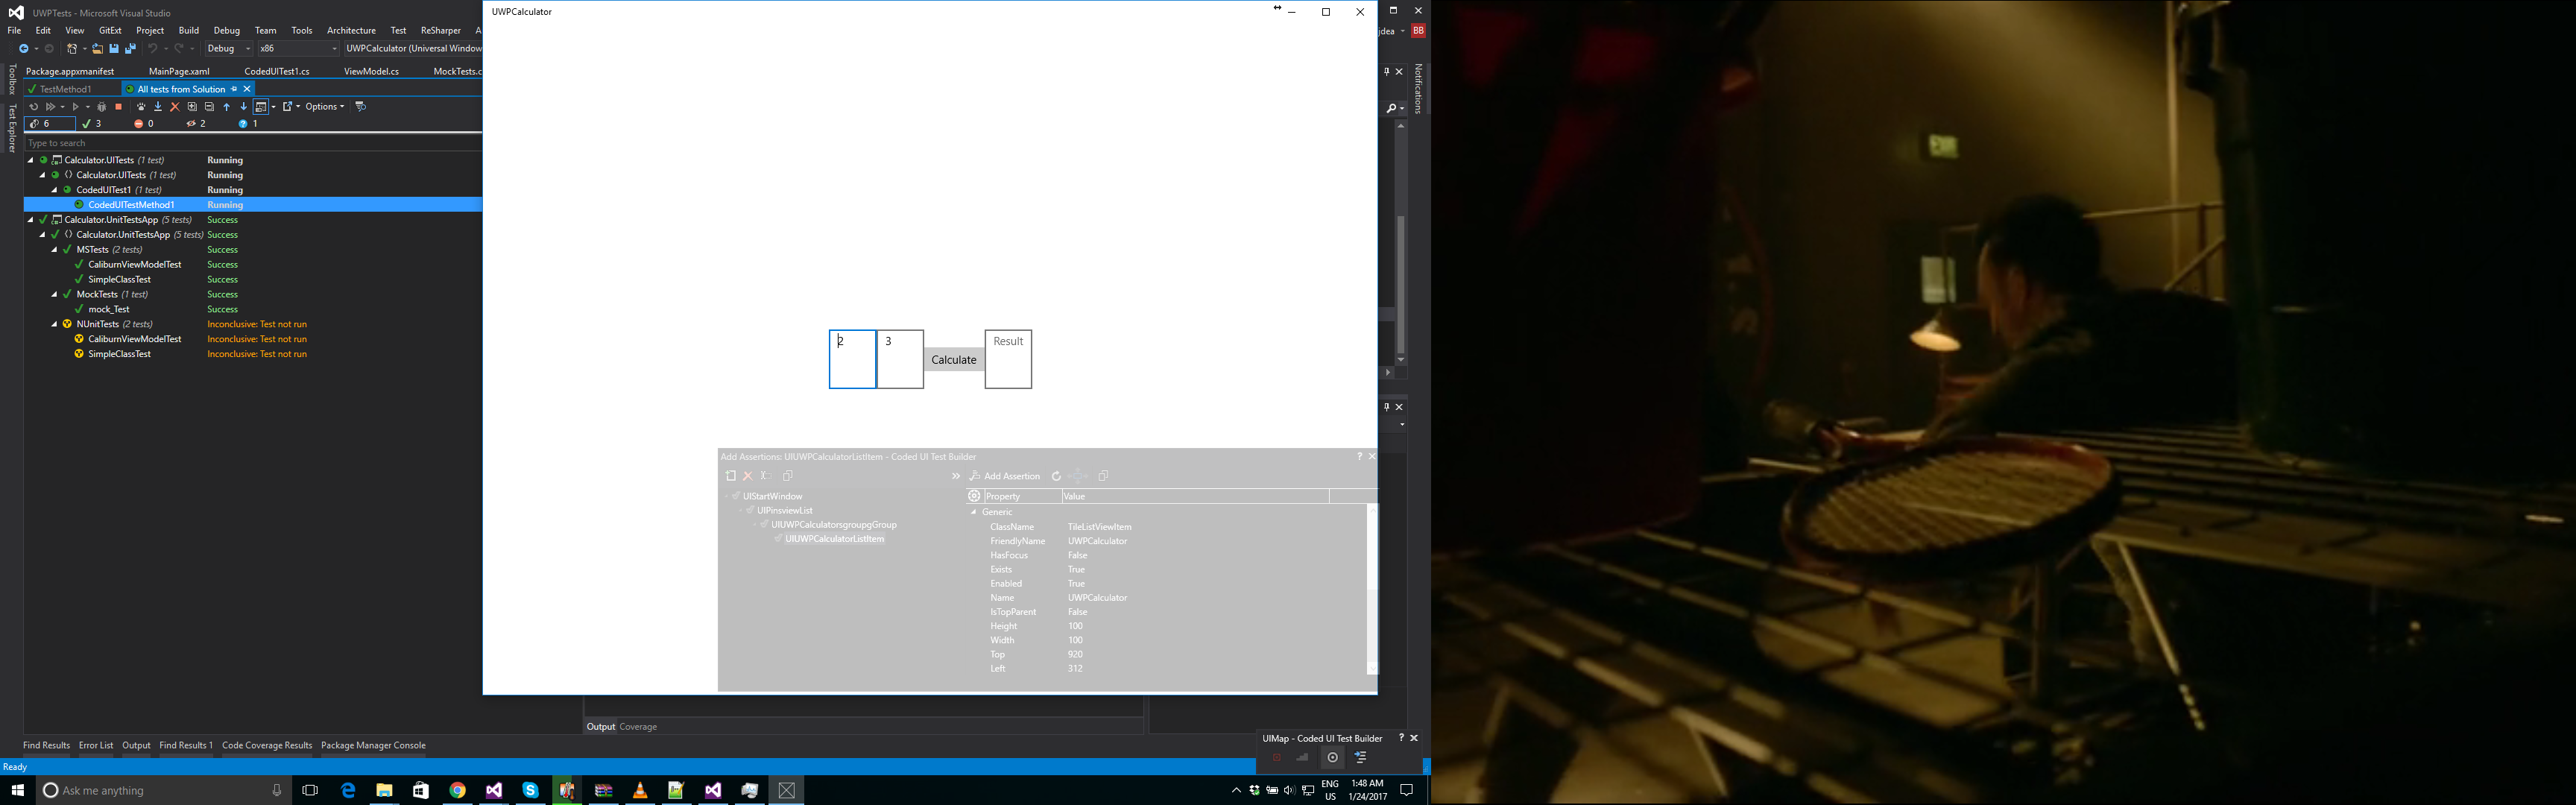 UWPTests - Microsoft Visual Studio
File Edit View GitExt Project Build Debug Team Tools Architecture Test ReSharper A
jdea BB
Debug x86 UWPCalculator (Universal Window
Package.appxmanifest MainPage.xaml CodedUITest1.cs ViewModel.cs MockTests.c
TestMethod1 All tests from Solution
Options
6 3 0 2 1
Type to search
Calculator.UITests (1 test) Running
Calculator.UITests (1 test) Running
CodedUITest1 (1 test) Running
CodedUITestMethod1 Running
Calculator.UnitTestsApp (5 tests) Success
Calculator.UnitTestsApp (5 tests) Success
MSTests (2 tests) Success
CaliburnViewModelTest Success
SimpleClassTest Success
MockTests (1 test) Success
mock_Test Success
NUnitTests (2 tests) Inconclusive: Test not run
CaliburnViewModelTest Inconclusive: Test not run
SimpleClassTest Inconclusive: Test not run
Toolbox
Test Explorer
Notifications
UWPCalculator
2 3 Calculate Result
Add Assertions: UIUWPCalculatorListItem - Coded UI Test Builder
Add Assertion
UIStartWindow
UIPinsviewList
UIUWPCalculatorsgroupgGroup
UIUWPCalculatorListItem
Property Value
Generic
ClassName TileListViewItem
FriendlyName UWPCalculator
HasFocus False
Exists True
Enabled True
Name UWPCalculator
IsTopParent False
Height 100
Width 100
Top 920
Left 312
Output Coverage
Find Results Error List Output Find Results 1 Code Coverage Results Package Manager Console
UIMap - Coded UI Test Builder
Ready
Ask me anything
ENG
US
1:48 AM
1/24/2017